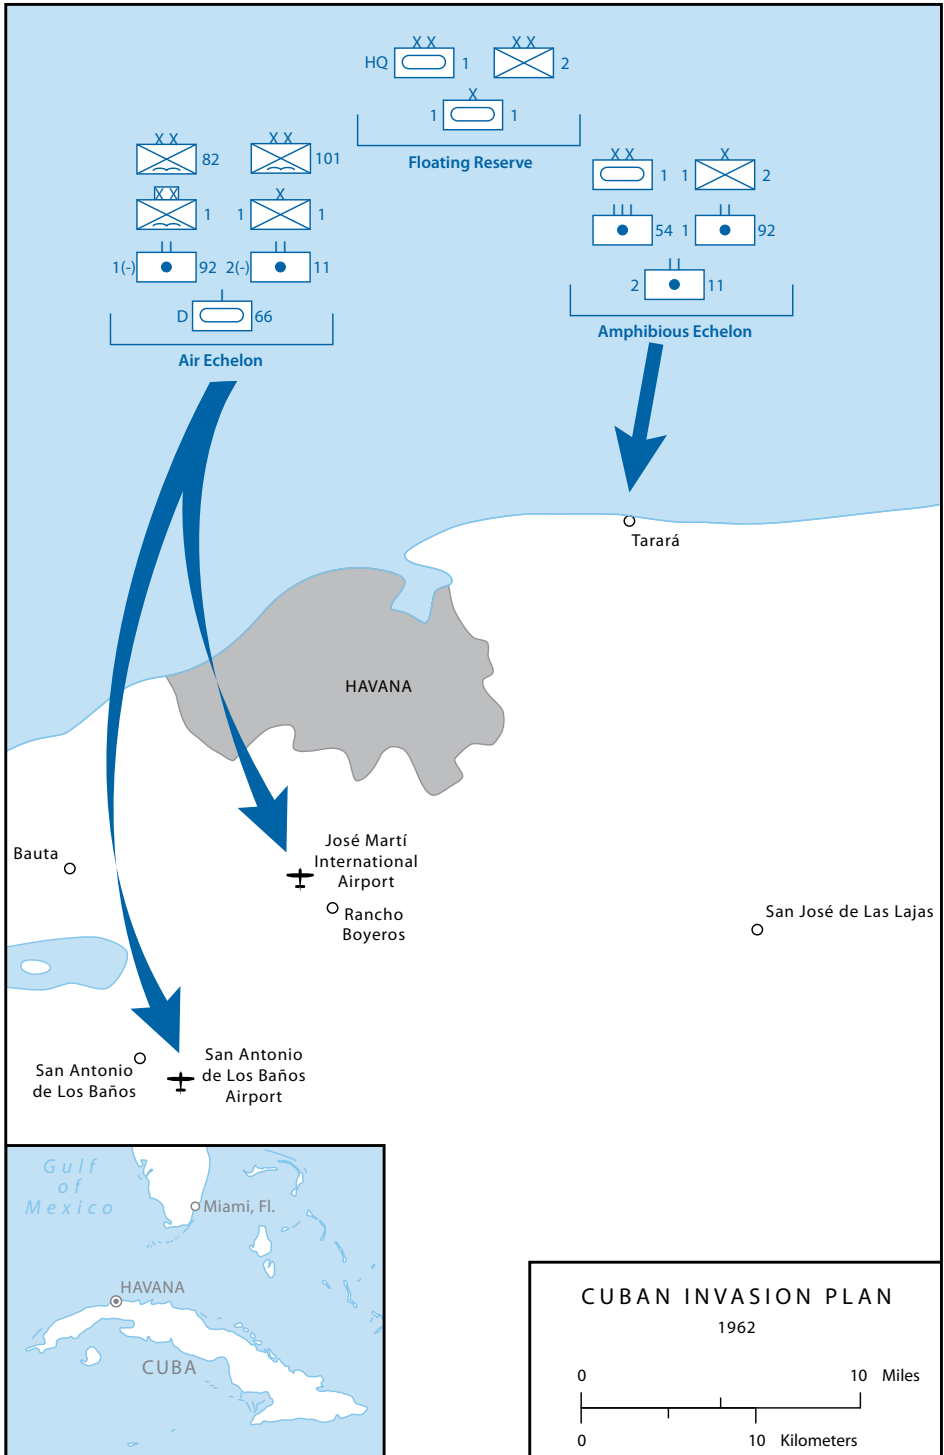 X X
X X
HQ
1
2
X
1
1
Floating Reserve
X X
X X
82
101
X X
X
1
1
1
1(-)
92
2(-)
11
D
66
Air Echelon
X X
X
1
1
2
54
1
92
2
11
Amphibious Echelon
Tarará
HAVANA
José Martí
International
Airport
Bauta
Rancho
Boyeros
San José de Las Lajas
San Antonio
de Los Baños
San Antonio
de Los Baños
Airport
Gulf
of
Mexico
Miami, Fl.
HAVANA
CUBA
CUBAN INVASION PLAN
1962
0
10 Miles
0
10 Kilometers